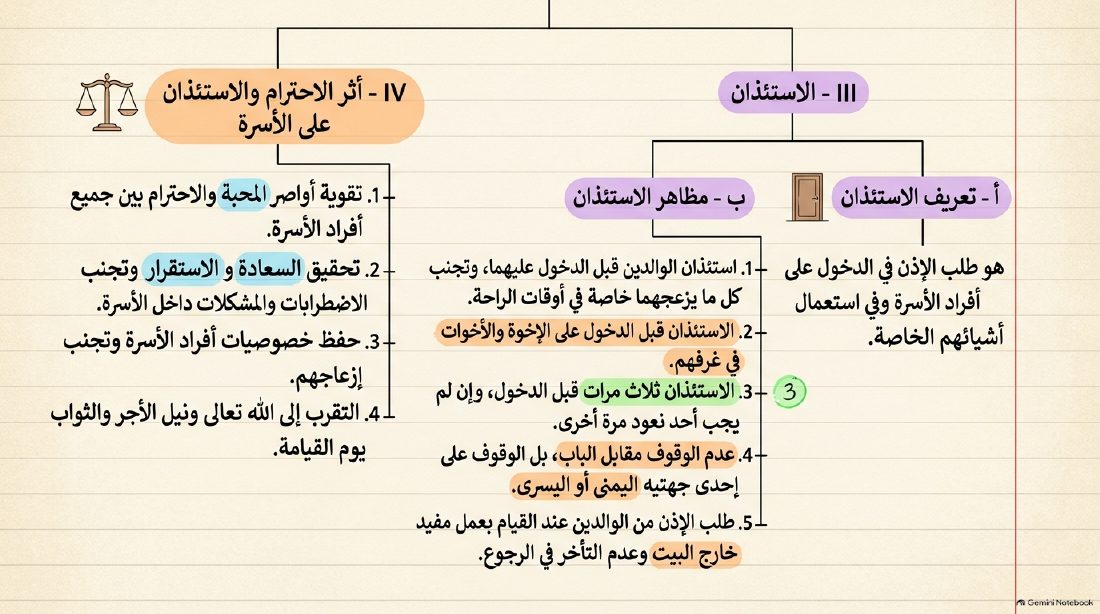 III - الاستئذان
أ - تعريف الاستئذان
هو طلب الإذن في الدخول على
أفراد الأسرة وفي استعمال
أشيائهم الخاصة.
ب - مظاهر الاستئذان
1. استئذان الوالدين قبل الدخول عليهما، وتجنب
كل ما يزعجهما خاصة في أوقات الراحة.
2. الاستئذان قبل الدخول على الإخوة والأخوات
في غرفهم.
3. الاستئذان ثلاث مرات قبل الدخول، وإن لم
يجب أحد نعود مرة أخرى.
3
4. عدم الوقوف مقابل الباب، بل الوقوف على
إحدى جهتيه اليمنى أو اليسرى.
5. طلب الإذن من الوالدين عند القيام بعمل مفيد
خارج البيت وعدم التأخر في الرجوع.
IV - أثر الاحترام والاستئذان
على الأسرة
1. تقوية أواصر المحبة والاحترام بين جميع
أفراد الأسرة.
2. تحقيق السعادة و الاستقرار وتجنب
الاضطرابات والمشكلات داخل الأسرة.
3. حفظ خصوصيات أفراد الأسرة وتجنب
إزعاجهم.
4. التقرب إلى الله تعالى ونيل الأجر والثواب
يوم القيامة.
Gemini Notebook